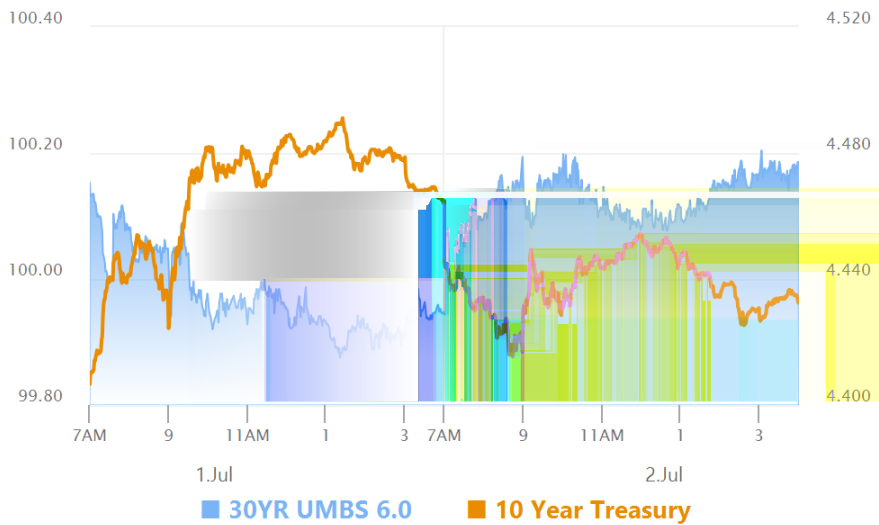 100.40 4.520
100.20 4.480
100.00 4.440
99.80 4.400
7AM 9 11AM 1 3 7AM 9 11AM 1 3
1.Jul 2.Jul
30YR UMBS 6.0 10 Year Treasury